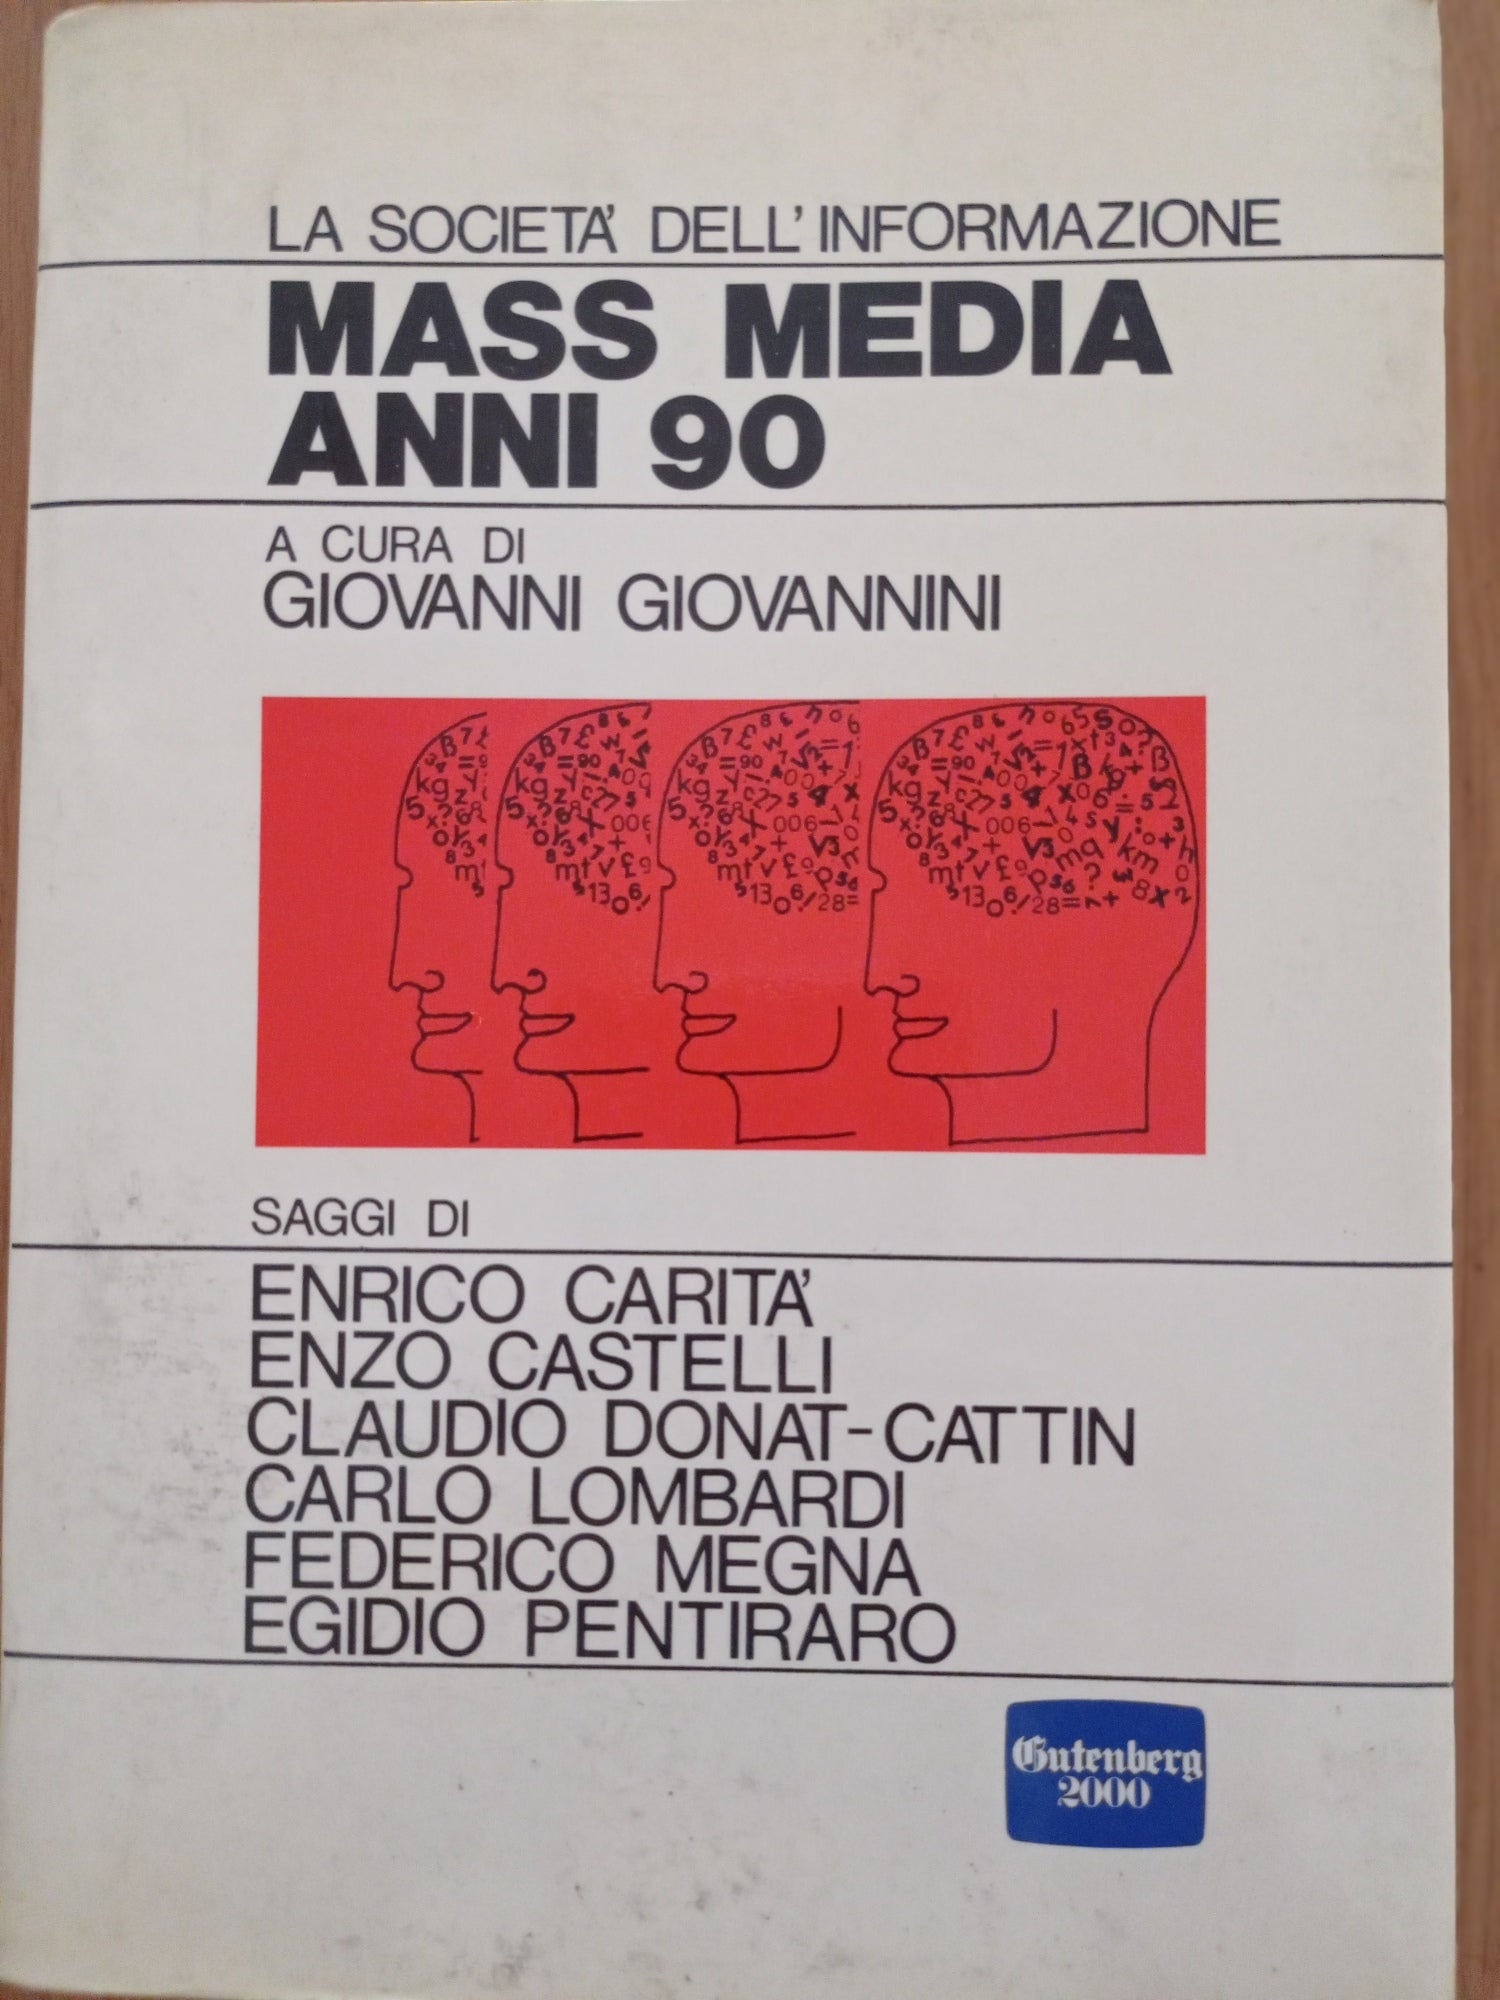 LA SOCIETA' DELL'INFORMAZIONE
MASS MEDIA
ANNI 90
A CURA DI
GIOVANNI GIOVANNINI
SAGGI DI
ENRICO CARITA'
ENZO CASTELLI
CLAUDIO DONAT-CATTIN
CARLO LOMBARDI
FEDERICO MEGNA
EGIDIO PENTIRARO
Gutenberg
2000